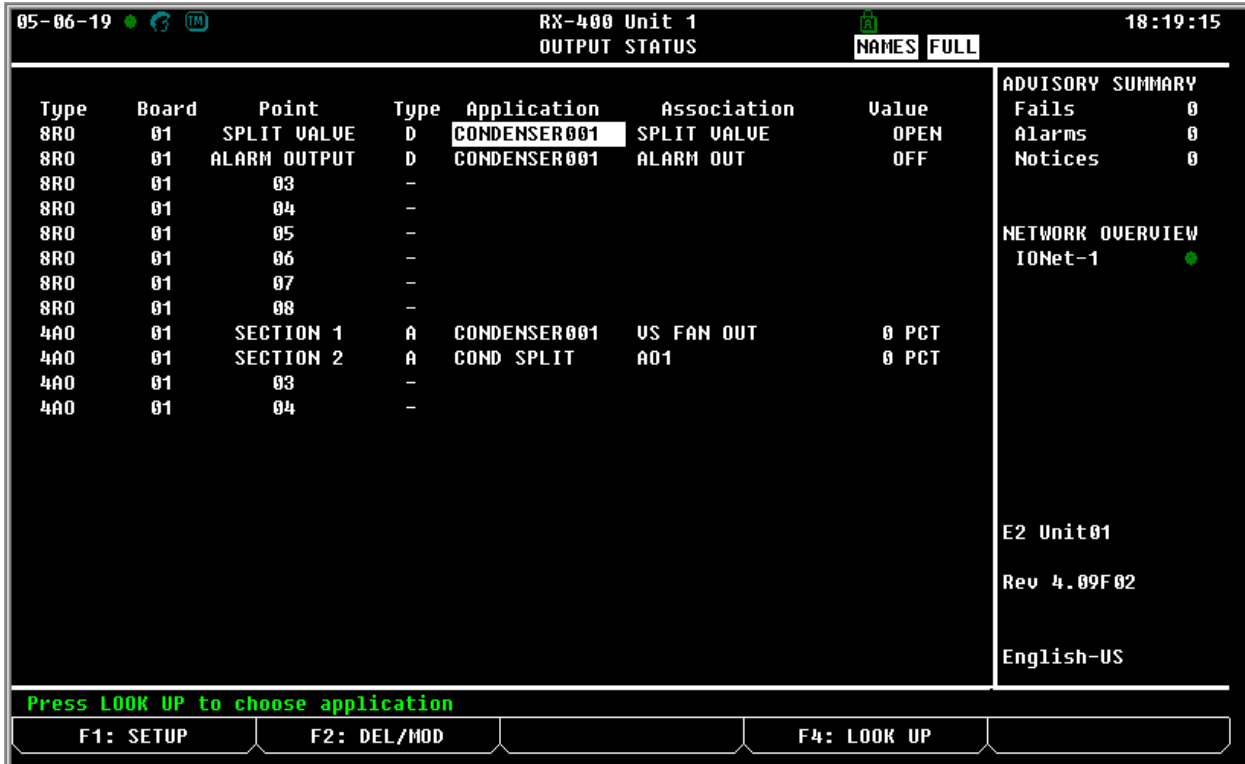 05-06-19 TM RX-400 Unit 1 A 18:19:15
OUTPUT STATUS NAMES FULL
Type Board Point Type Application Association Value
8RO 01 SPLIT VALVE D CONDENSER001 SPLIT VALVE OPEN
8RO 01 ALARM OUTPUT D CONDENSER001 ALARM OUT OFF
8RO 01 03 -
8RO 01 04 -
8RO 01 05 -
8RO 01 06 -
8RO 01 07 -
8RO 01 08 -
4AO 01 SECTION 1 A CONDENSER001 VS FAN OUT 0 PCT
4AO 01 SECTION 2 A COND SPLIT AO1 0 PCT
4AO 01 03 -
4AO 01 04 -
ADVISORY SUMMARY
Fails 0
Alarms 0
Notices 0
NETWORK OVERVIEW
IONet-1
E2 Unit01
Rev 4.09F02
English-US
Press LOOK UP to choose application
F1: SETUP F2: DEL/MOD F4: LOOK UP